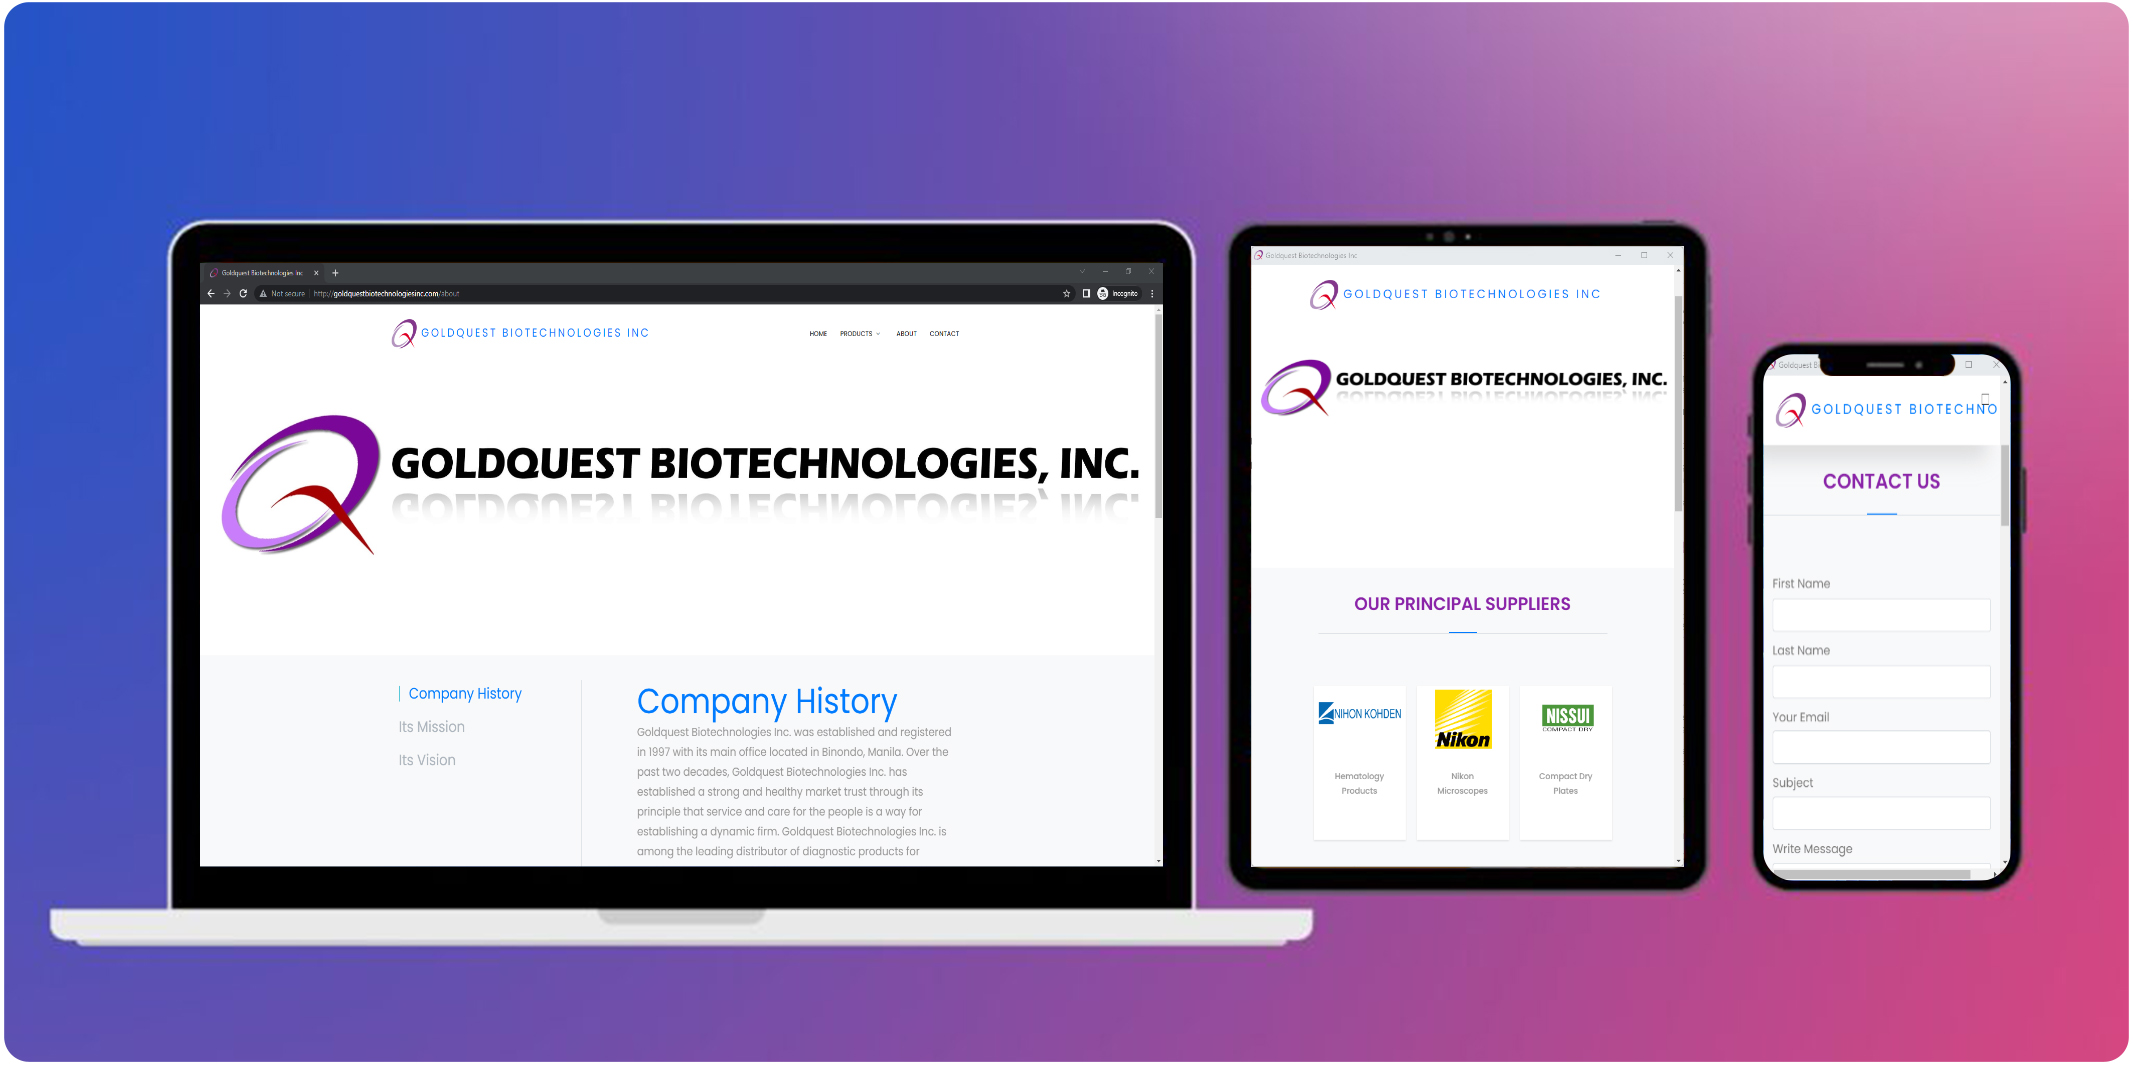 Goldquest Biotechnologies Inc
Not secure
http://goldquestbiotechnologiesinc.com/about
Incognito
GOLDQUEST BIOTECHNOLOGIES INC
HOME PRODUCTS ABOUT CONTACT
GOLDQUEST BIOTECHNOLOGIES, INC.
Company History
Its Mission
Its Vision
Company History
Goldquest Biotechnologies Inc. was established and registered
in 1997 with its main office located in Binondo, Manila. Over the
past two decades, Goldquest Biotechnologies Inc. has
established a strong and healthy market trust through its
principle that service and care for the people is a way for
establishing a dynamic firm. Goldquest Biotechnologies Inc. is
among the leading distributor of diagnostic products for
Goldquest Biotechnologies Inc
GOLDQUEST BIOTECHNOLOGIES INC
GOLDQUEST BIOTECHNOLOGIES, INC.
OUR PRINCIPAL SUPPLIERS
NIHON KOHDEN
Hematology
Products
Nikon
Nikon
Microscopes
NISSUI
COMPACT DRY
Compact Dry
Plates
Goldquest B
GOLDQUEST BIOTECHNO
CONTACT US
First Name
Last Name
Your Email
Subject
Write Message